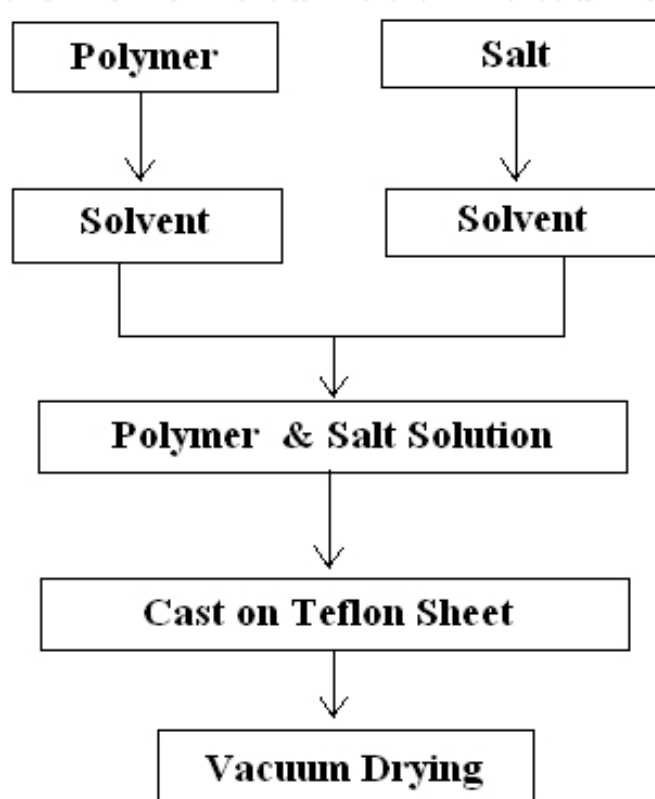 Polymer
Salt
Solvent
Solvent
Polymer & Salt Solution
Cast on Teflon Sheet
Vacuum Drying